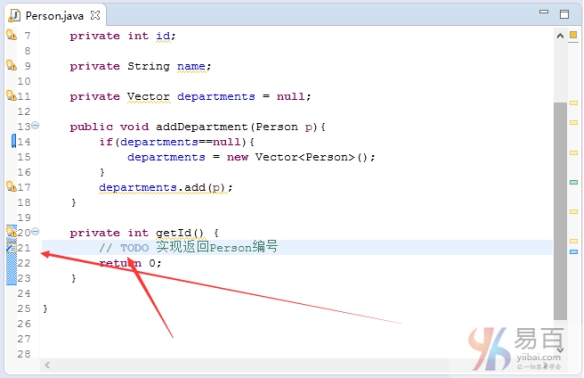 Person.java
7 private int id;
8
9 private String name;
10
11 private Vector departments = null;
12
13 public void addDepartment(Person p){
14 if(departments==null){
15 departments = new Vector<Person>();
16 }
17 departments.add(p);
18 }
19
20 private int getId() {
21 // TODO 实现返回Person编号
22 return 0;
23 }
24
25 }
26
27
28
易百
yiibai.com